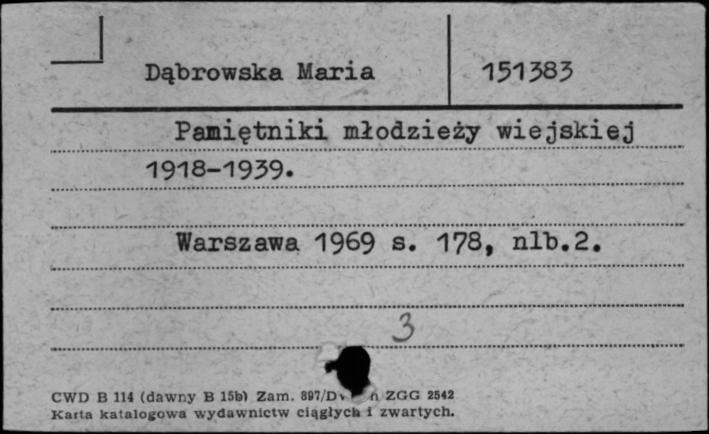 Dąbrowska Maria 151383
Pamiętniki młodzieży wiejskiej
1918-1939.
Warszawa 1969 s. 178, nlb.2.
3
CWD B 114 (dawny B 15b) Zam. 897/ ZGG 2542
Karta katalogowa wydawnictw ciągłych i zwartych.